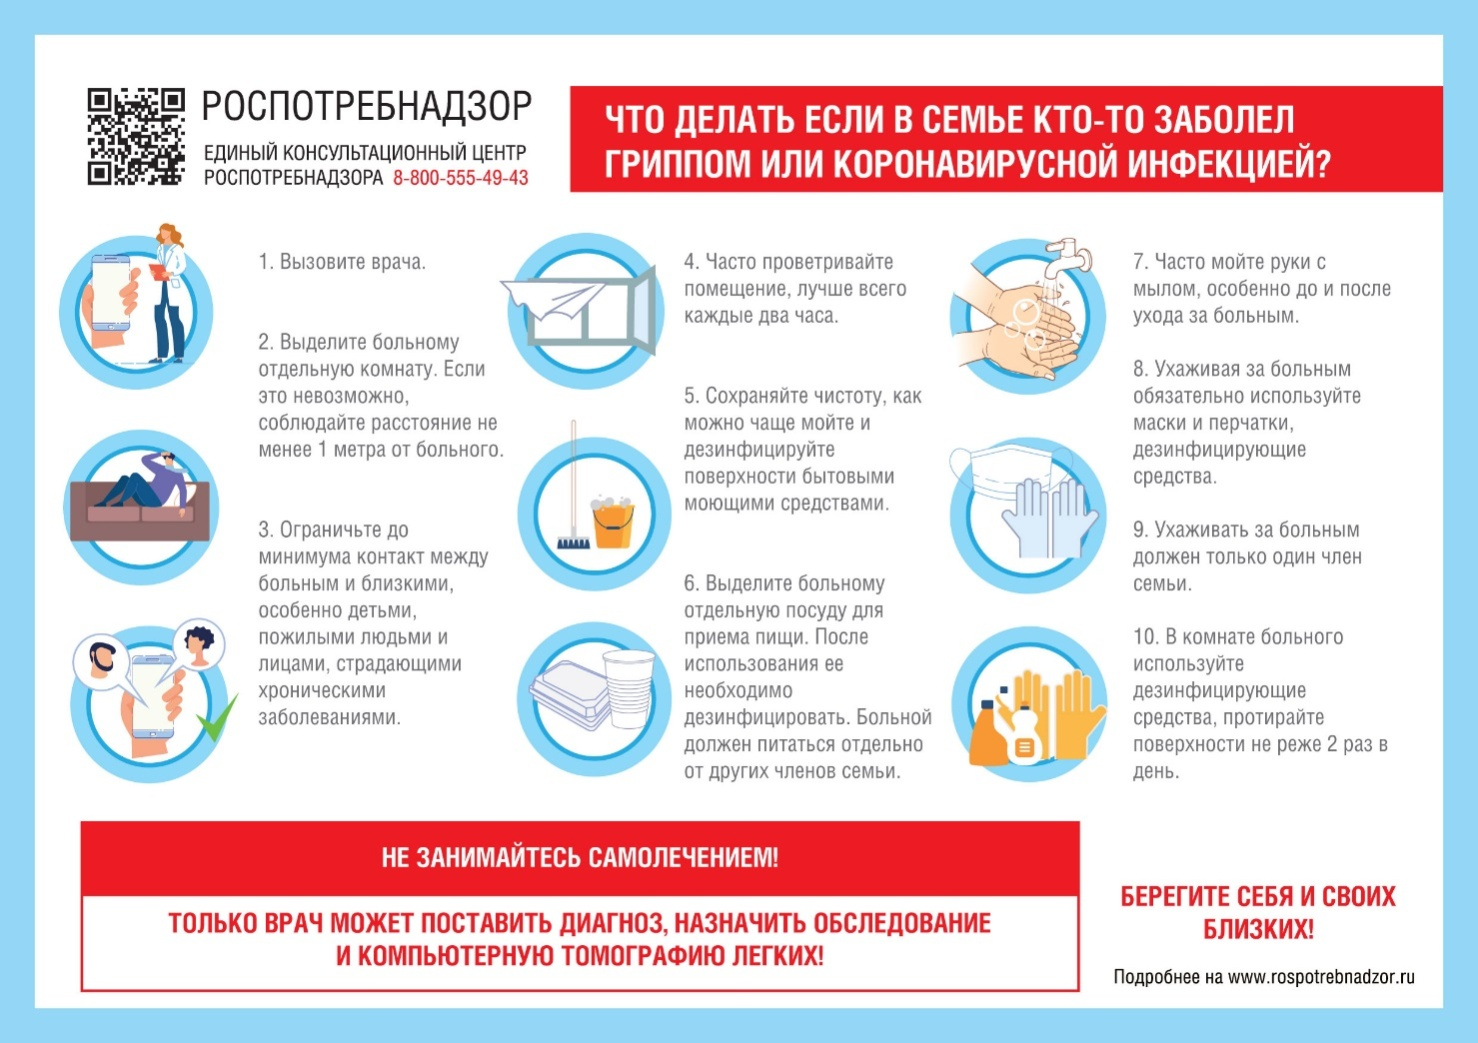 РОСПОТРЕБНАДЗОР
ЕДИНЫЙ КОНСУЛЬТАЦИОННЫЙ ЦЕНТР
РОСПОТРЕБНАДЗОРА 8-800-555-49-43
ЧТО ДЕЛАТЬ ЕСЛИ В СЕМЬЕ КТО-ТО ЗАБОЛЕЛ
ГРИППОМ ИЛИ КОРОНАВИРУСНОЙ ИНФЕКЦИЕЙ?
1. Вызовите врача.
2. Выделите больному
отдельную комнату. Если
это невозможно,
соблюдайте расстояние не
менее 1 метра от больного.
3. Ограничьте до
минимума контакт между
больным и близкими,
особенно детьми,
пожилыми людьми и
лицами, страдающими
хроническими
заболеваниями.
4. Часто проветривайте
помещение, лучше всего
каждые два часа.
5. Сохраняйте чистоту, как
можно чаще мойте и
дезинфицируйте
поверхности бытовыми
моющими средствами.
6. Выделите больному
отдельную посуду для
приема пищи. После
использования ее
необходимо
дезинфицировать. Больной
должен питаться отдельно
от других членов семьи.
7. Часто мойте руки с
мылом, особенно до и после
ухода за больным.
8. Ухаживая за больным
обязательно используйте
маски и перчатки,
дезинфицирующие
средства.
9. Ухаживать за больным
должен только один член
семьи.
10. В комнате больного
используйте
дезинфицирующие
средства, протирайте
поверхности не реже 2 раз в
день.
НЕ ЗАНИМАЙТЕСЬ САМОЛЕЧЕНИЕМ!
ТОЛЬКО ВРАЧ МОЖЕТ ПОСТАВИТЬ ДИАГНОЗ, НАЗНАЧИТЬ ОБСЛЕДОВАНИЕ
И КОМПЬЮТЕРНУЮ ТОМОГРАФИЮ ЛЕГКИХ!
БЕРЕГИТЕ СЕБЯ И СВОИХ
БЛИЗКИХ!
Подробнее на www.rospotrebnadzor.ru